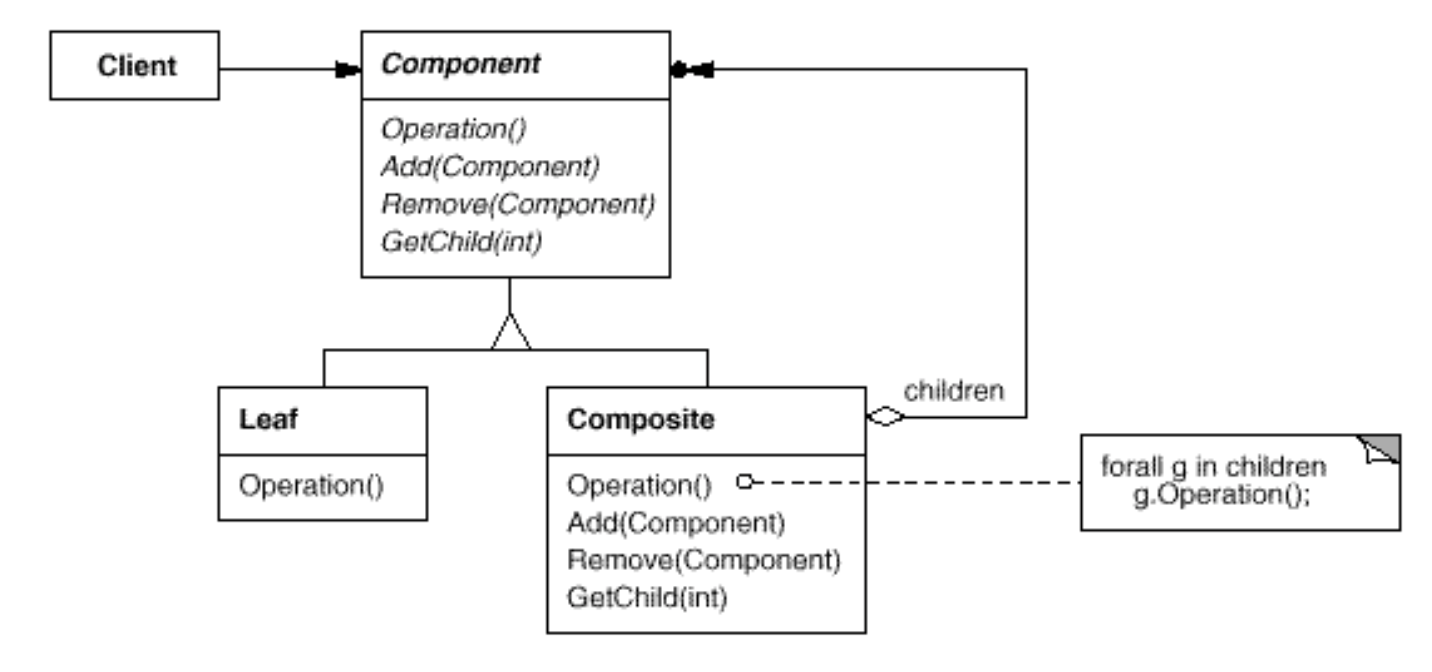 Client
Component
Operation()
Add(Component)
Remove(Component)
GetChild(int)
children
Leaf
Operation()
Composite
Operation()
Add(Component)
Remove(Component)
GetChild(int)
forall g in children
g.Operation();